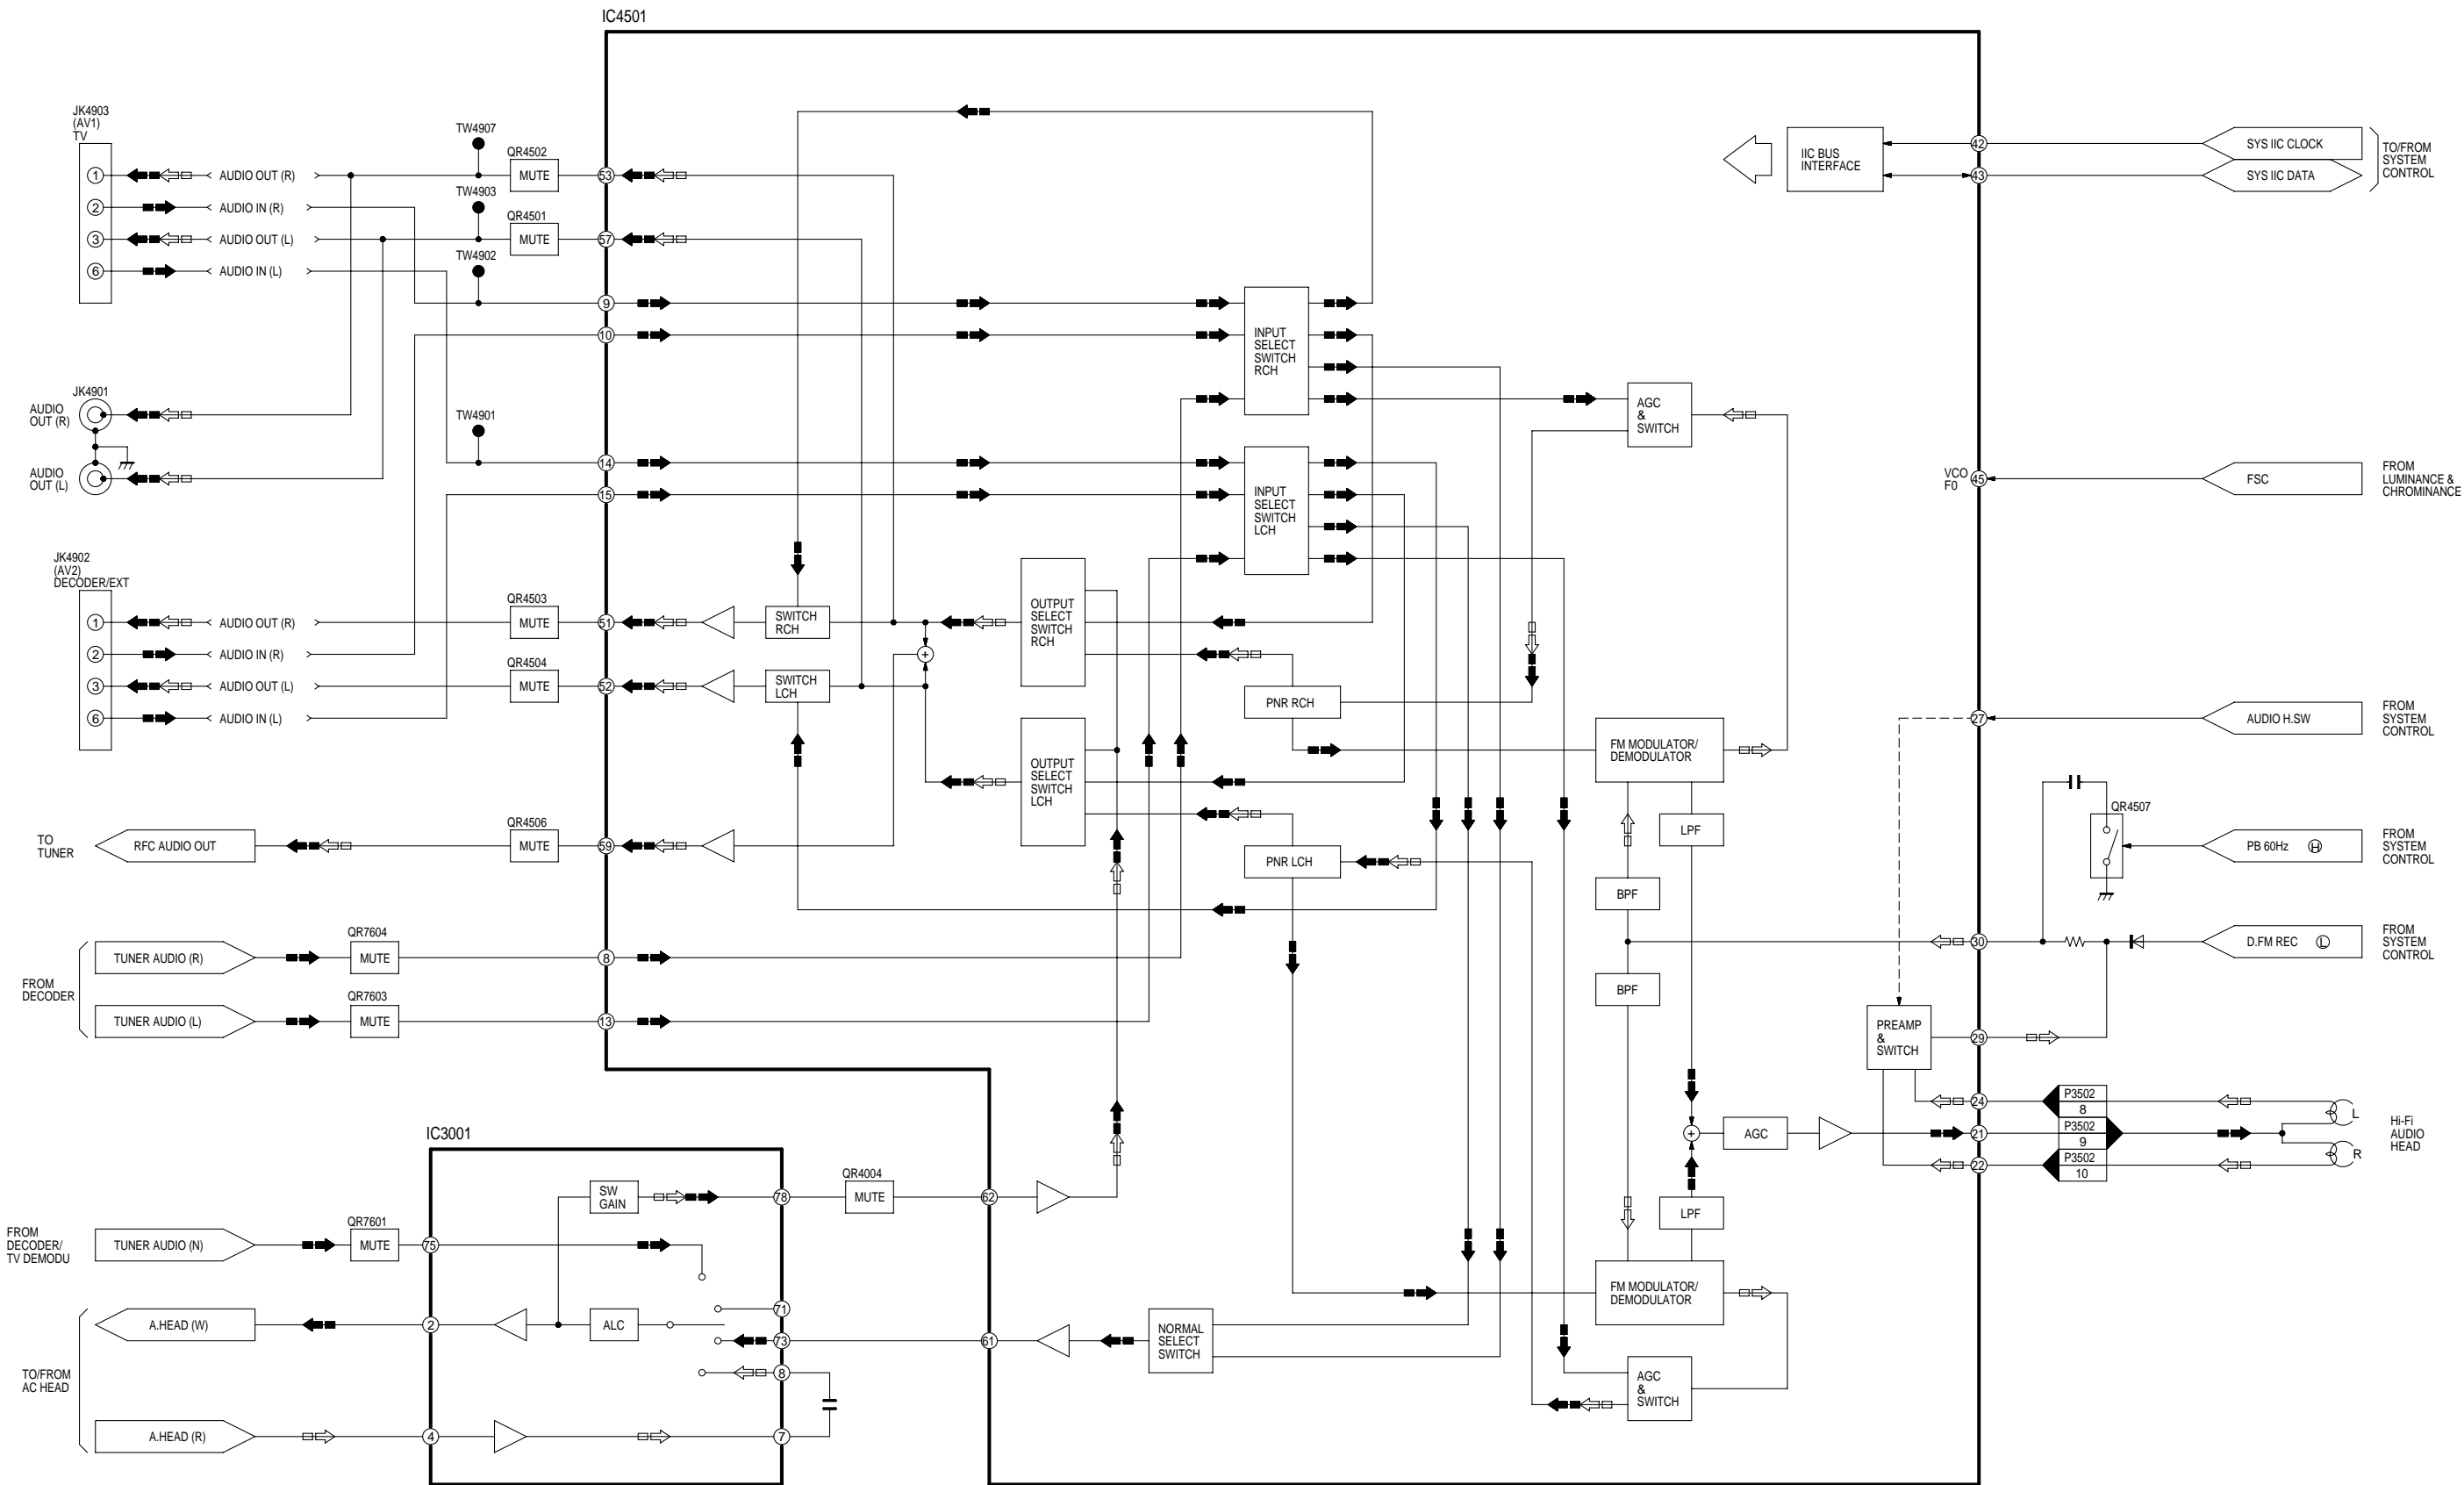 IC4501
JK4903
(AV1)
TV
1
AUDIO OUT (R)
2
AUDIO IN (R)
3
AUDIO OUT (L)
6
AUDIO IN (L)
TW4907
QR4502
MUTE
53
TW4903
QR4501
MUTE
57
TW4902
9
10
IIC BUS
INTERFACE
42
SYS IIC CLOCK
43
SYS IIC DATA
TO/FROM
SYSTEM
CONTROL
INPUT
SELECT
SWITCH
RCH
JK4901
AUDIO
OUT (R)
AUDIO
OUT (L)
TW4901
14
15
INPUT
SELECT
SWITCH
LCH
AGC
&
SWITCH
VCO
F0
45
FSC
FROM
LUMINANCE &
CHROMINANCE
JK4902
(AV2)
DECODER/EXT
1
AUDIO OUT (R)
2
AUDIO IN (R)
3
AUDIO OUT (L)
6
AUDIO IN (L)
QR4503
MUTE
51
QR4504
MUTE
52
SWITCH
RCH
SWITCH
LCH
+
OUTPUT
SELECT
SWITCH
RCH
OUTPUT
SELECT
SWITCH
LCH
PNR RCH
PNR LCH
FM MODULATOR/
DEMODULATOR
LPF
BPF
BPF
27
AUDIO H.SW
FROM
SYSTEM
CONTROL
QR4507
PB 60Hz
H
FROM
SYSTEM
CONTROL
30
D.FM REC
L
FROM
SYSTEM
CONTROL
TO
TUNER
RFC AUDIO OUT
QR4506
MUTE
59
FROM
DECODER
TUNER AUDIO (R)
QR7604
MUTE
8
TUNER AUDIO (L)
QR7603
MUTE
13
PREAMP
&
SWITCH
29
24
P3502
8
21
P3502
9
22
P3502
10
L
R
Hi-Fi
AUDIO
HEAD
+
AGC
LPF
IC3001
SW
GAIN
78
QR4004
MUTE
62
FROM
DECODER/
TV DEMODU
TUNER AUDIO (N)
QR7601
MUTE
75
TO/FROM
AC HEAD
A.HEAD (W)
2
ALC
71
73
61
NORMAL
SELECT
SWITCH
FM MODULATOR/
DEMODULATOR
8
AGC
&
SWITCH
A.HEAD (R)
4
7